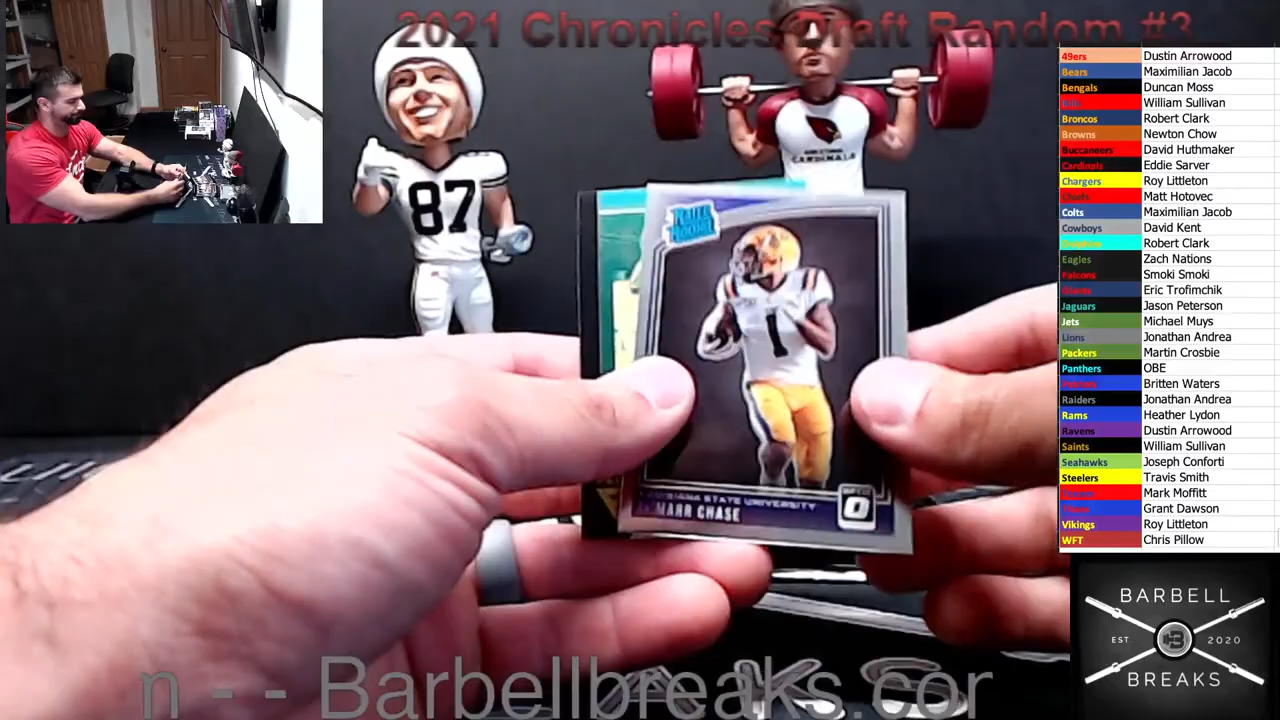 2021 Chronicles Draft Random #3
87
CARDINALS
RATED
ROOKIE
1
LOUISIANA STATE UNIVERSITY
MARR CHASE
O
49ers Dustin Arrowood
Bears Maximilian Jacob
Bengals Duncan Moss
Bills William Sullivan
Broncos Robert Clark
Browns Newton Chow
Buccaneers David Huthmaker
Cardinals Eddie Sarver
Chargers Roy Littleton
Chiefs Matt Hotovec
Colts Maximilian Jacob
Cowboys David Kent
Dolphins Robert Clark
Eagles Zach Nations
Falcons Smoki Smoki
Giants Eric Trofimchik
Jaguars Jason Peterson
Jets Michael Muys
Lions Jonathan Andrea
Packers Martin Crosbie
Panthers OBE
Patriots Britten Waters
Raiders Jonathan Andrea
Rams Heather Lydon
Ravens Dustin Arrowood
Saints William Sullivan
Seahawks Joseph Conforti
Steelers Travis Smith
Texans Mark Moffitt
Titans Grant Dawson
Vikings Roy Littleton
WFT Chris Pillow
BARBELL
EST 2020
BREAKS
n - - Barbellbreaks.cor